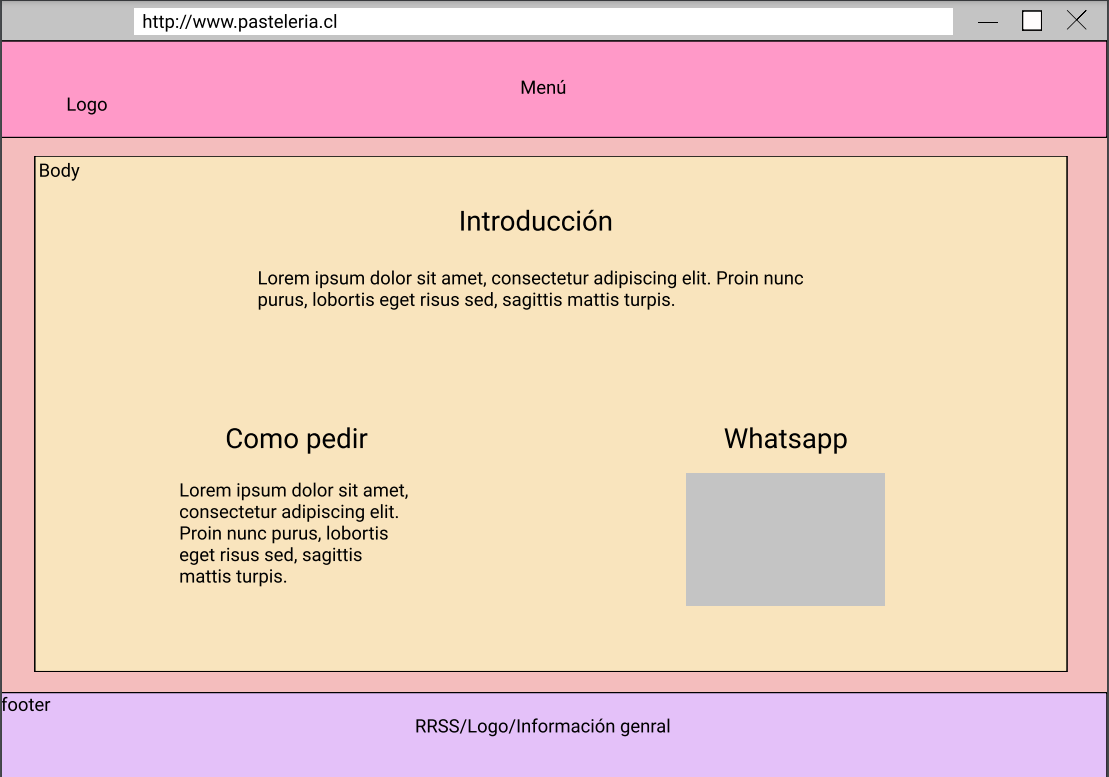 http://www.pasteleria.cl
Menú
Logo
Body
Introducción
Lorem ipsum dolor sit amet, consectetur adipiscing elit. Proin nunc
purus, lobortis eget risus sed, sagittis mattis turpis.
Como pedir
Lorem ipsum dolor sit amet,
consectetur adipiscing elit.
Proin nunc purus, lobortis
eget risus sed, sagittis
mattis turpis.
Whatsapp
footer
RRSS/Logo/Información genral